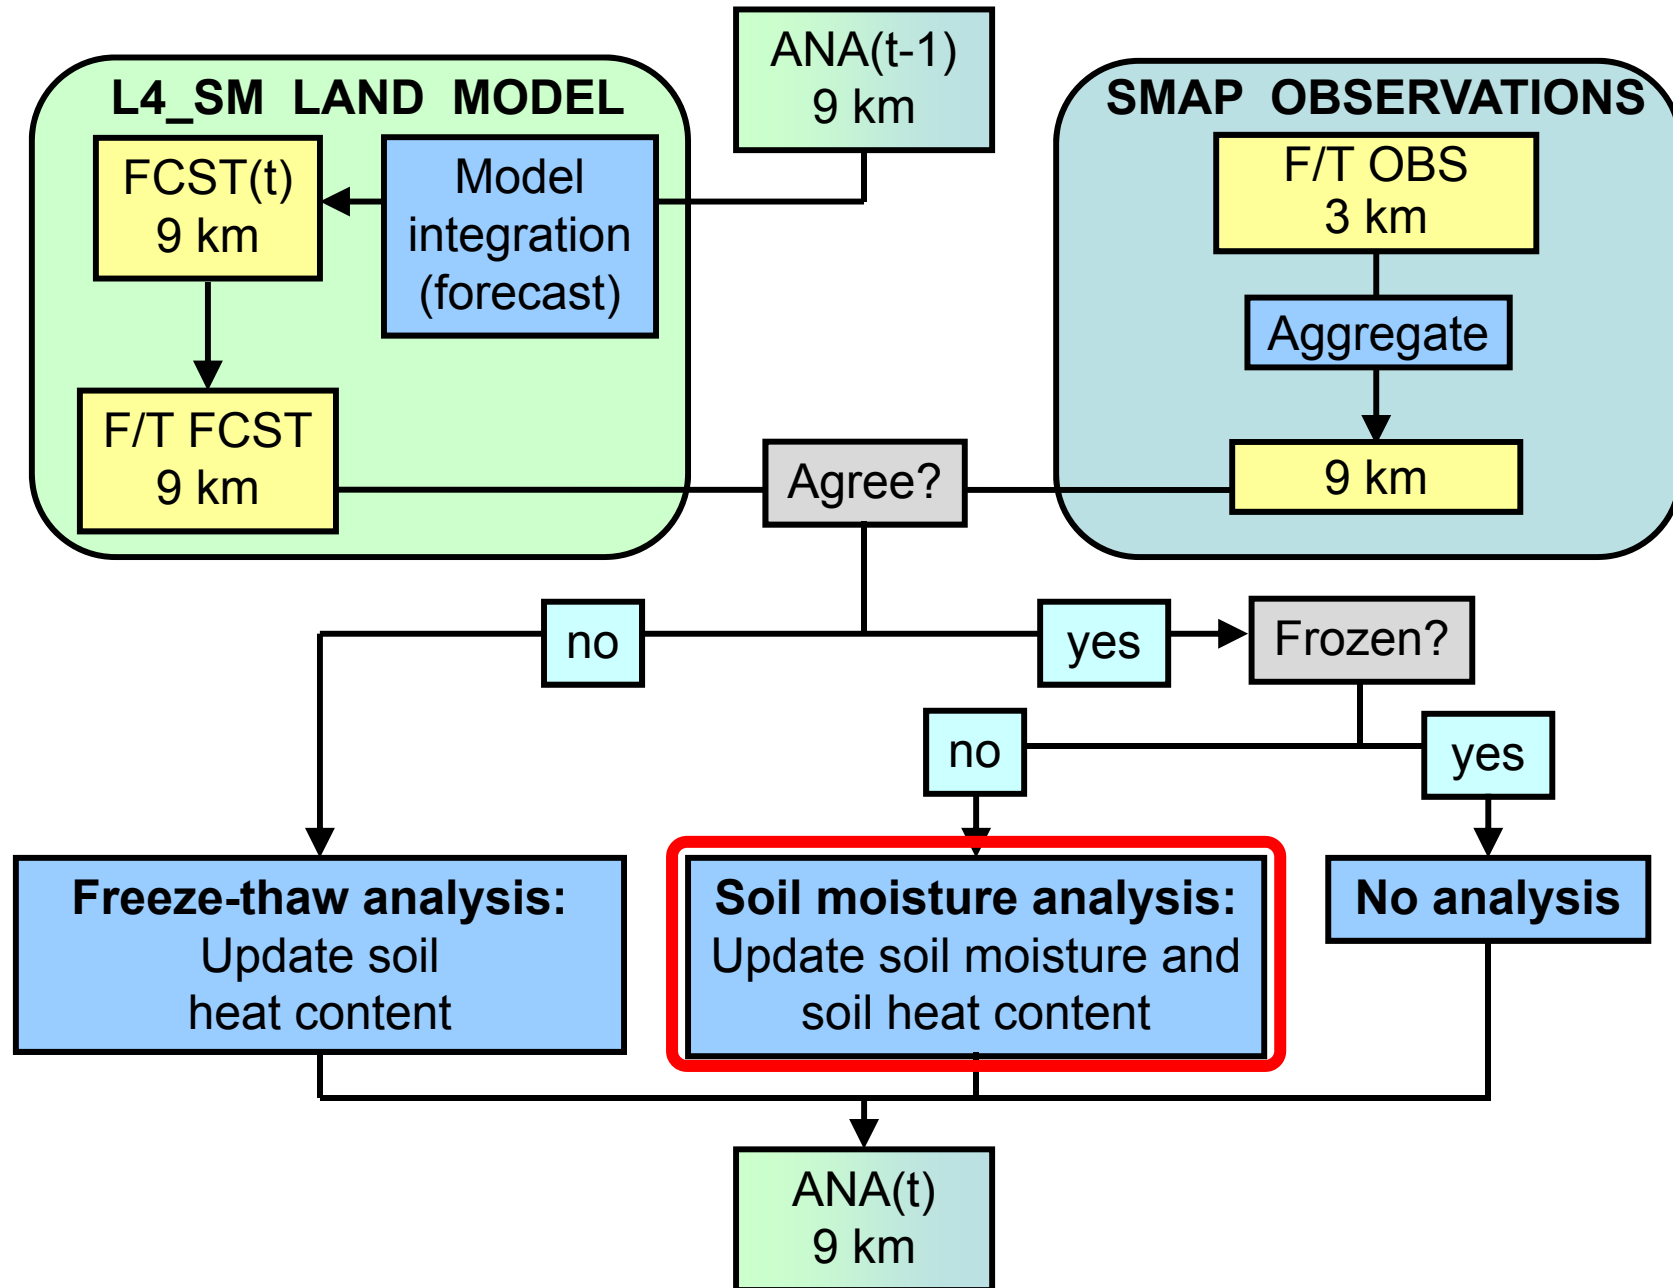 ANA(t-1)
9 km
L4_SM LAND MODEL
FCST(t)
9 km
Model
integration
(forecast)
F/T FCST
9 km
SMAP OBSERVATIONS
F/T OBS
3 km
Aggregate
9 km
Agree?
no
yes
Frozen?
no
yes
Freeze-thaw analysis:
Update soil
heat content
Soil moisture analysis:
Update soil moisture and
soil heat content
No analysis
ANA(t)
9 km